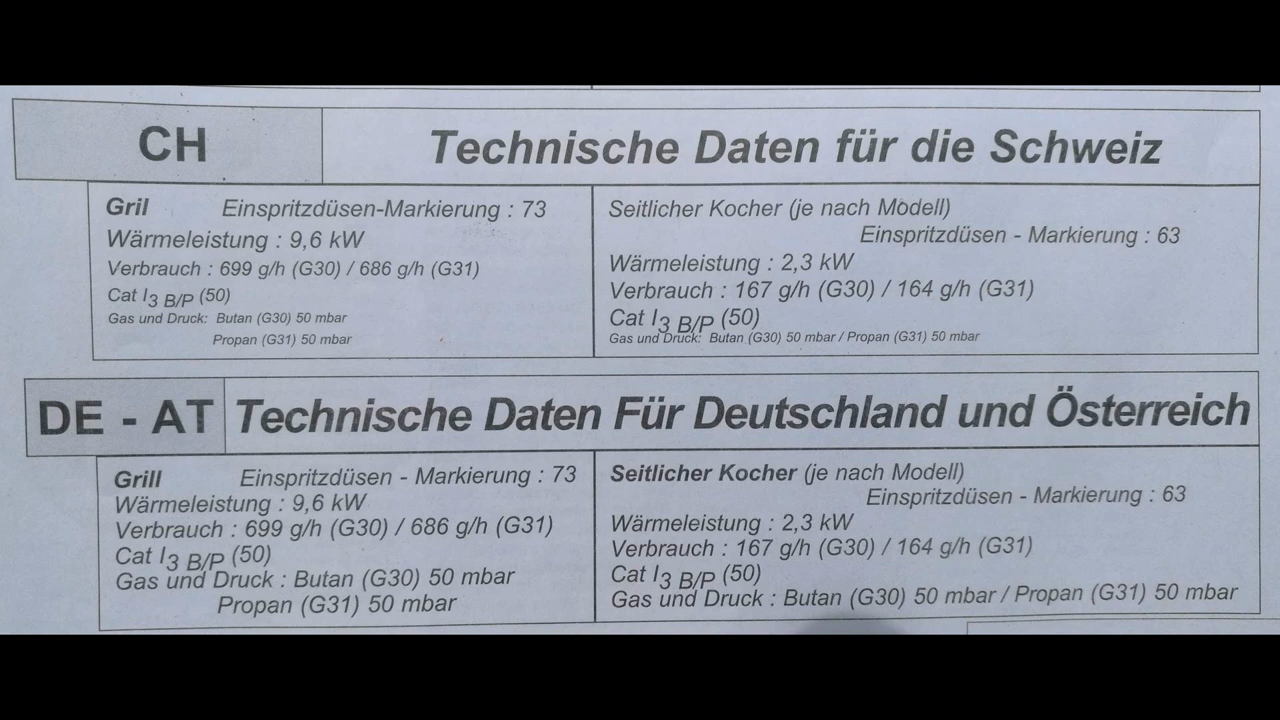 CH
Technische Daten für die Schweiz
Gril Einspritzdüsen-Markierung : 73
Wärmeleistung : 9,6 kW
Verbrauch : 699 g/h (G30) / 686 g/h (G31)
Cat I3 B/P (50)
Gas und Druck: Butan (G30) 50 mbar
Propan (G31) 50 mbar
Seitlicher Kocher (je nach Modell)
Einspritzdüsen - Markierung : 63
Wärmeleistung : 2,3 kW
Verbrauch : 167 g/h (G30) / 164 g/h (G31)
Cat I3 B/P (50)
Gas und Druck: Butan (G30) 50 mbar / Propan (G31) 50 mbar
DE - AT
Technische Daten Für Deutschland und Österreich
Grill Einspritzdüsen - Markierung : 73
Wärmeleistung : 9,6 kW
Verbrauch : 699 g/h (G30) / 686 g/h (G31)
Cat I3 B/P (50)
Gas und Druck : Butan (G30) 50 mbar
Propan (G31) 50 mbar
Seitlicher Kocher (je nach Modell)
Einspritzdüsen - Markierung : 63
Wärmeleistung : 2,3 kW
Verbrauch : 167 g/h (G30) / 164 g/h (G31)
Cat I3 B/P (50)
Gas und Druck : Butan (G30) 50 mbar / Propan (G31) 50 mbar